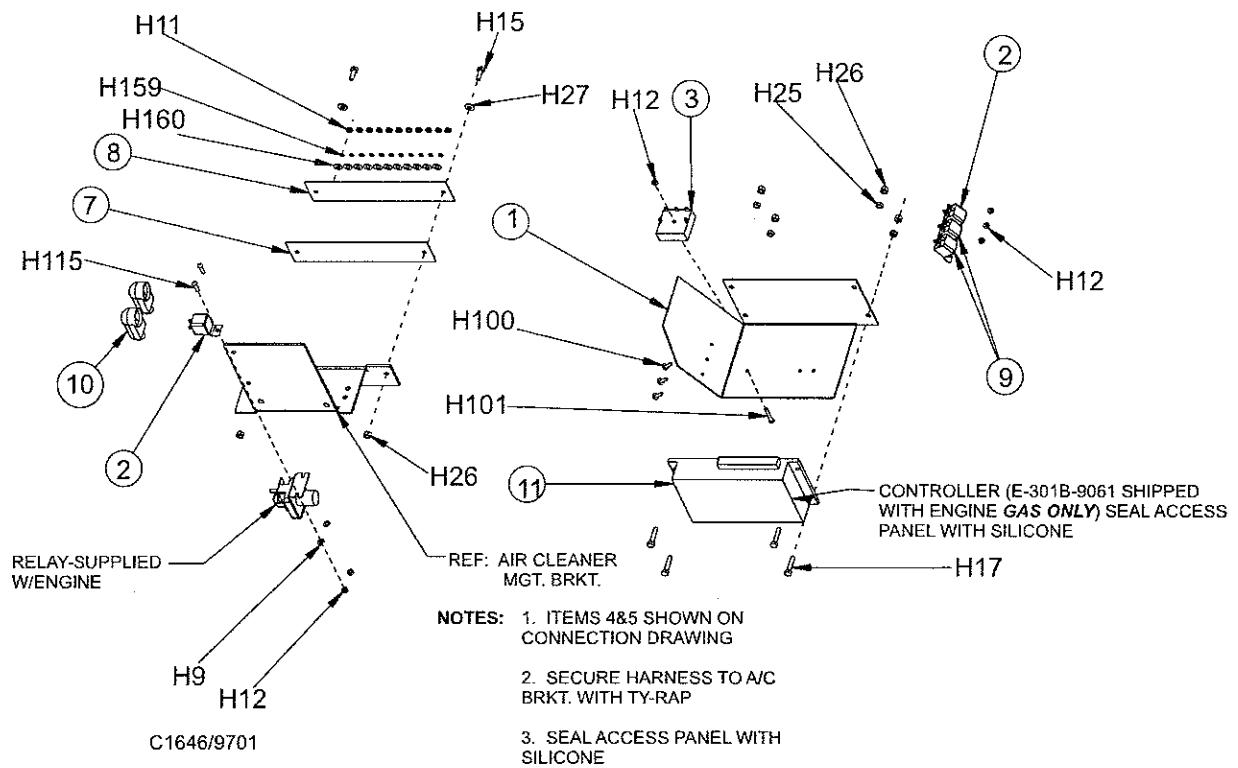 H11
H15
H159
H27
H160
8
7
H115
10
2
H26
RELAY-SUPPLIED
W/ENGINE
REF: AIR CLEANER
MGT. BRKT.
H9
H12
C1646/9701
H12
3
H25
H26
2
1
H12
H100
9
H101
11
CONTROLLER (E-301B-9061 SHIPPED
WITH ENGINE GAS ONLY) SEAL ACCESS
PANEL WITH SILICONE
H17
NOTES: 1. ITEMS 4&5 SHOWN ON
CONNECTION DRAWING
2. SECURE HARNESS TO A/C
BRKT. WITH TY-RAP
3. SEAL ACCESS PANEL WITH
SILICONE